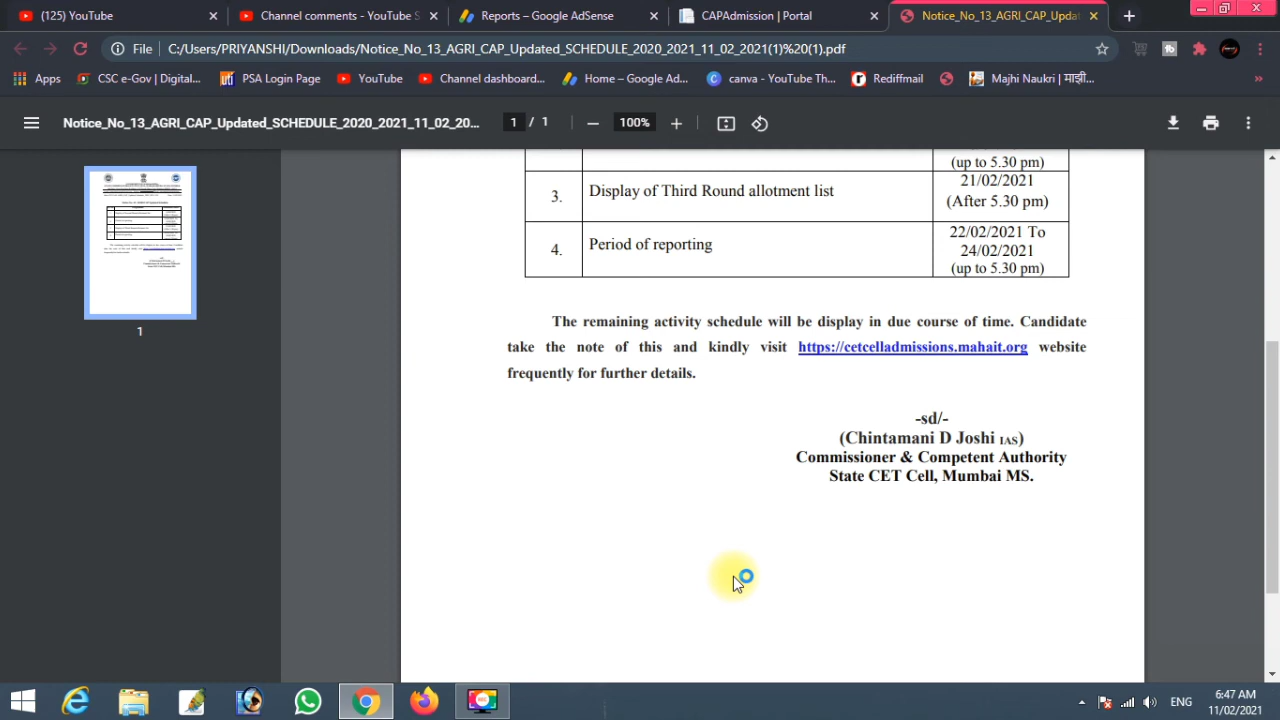 (125) YouTube
Channel comments - YouTube S
Reports – Google AdSense
CAPAdmission | Portal
Notice_No_13_AGRI_CAP_Updat
File
C:/Users/PRIYANSHI/Downloads/Notice_No_13_AGRI_CAP_Updated_SCHEDULE_2020_2021_11_02_2021(1)%20(1).pdf
Apps
CSC e-Gov | Digital...
PSA Login Page
YouTube
Channel dashboard...
Home – Google Ad...
canva - YouTube Th...
Rediffmail
Majhi Naukri | माझी...
»
Notice_No_13_AGRI_CAP_Updated_SCHEDULE_2020_2021_11_02_20...
1 / 1
100%
(up to 5.30 pm)
3.
Display of Third Round allotment list
21/02/2021
(After 5.30 pm)
4.
Period of reporting
22/02/2021 To
24/02/2021
(up to 5.30 pm)
The remaining activity schedule will be display in due course of time. Candidate
take the note of this and kindly visit https://cetcelladmissions.mahait.org website
frequently for further details.
-sd/-
(Chintamani D Joshi IAS)
Commissioner & Competent Authority
State CET Cell, Mumbai MS.
1
ENG
6:47 AM
11/02/2021